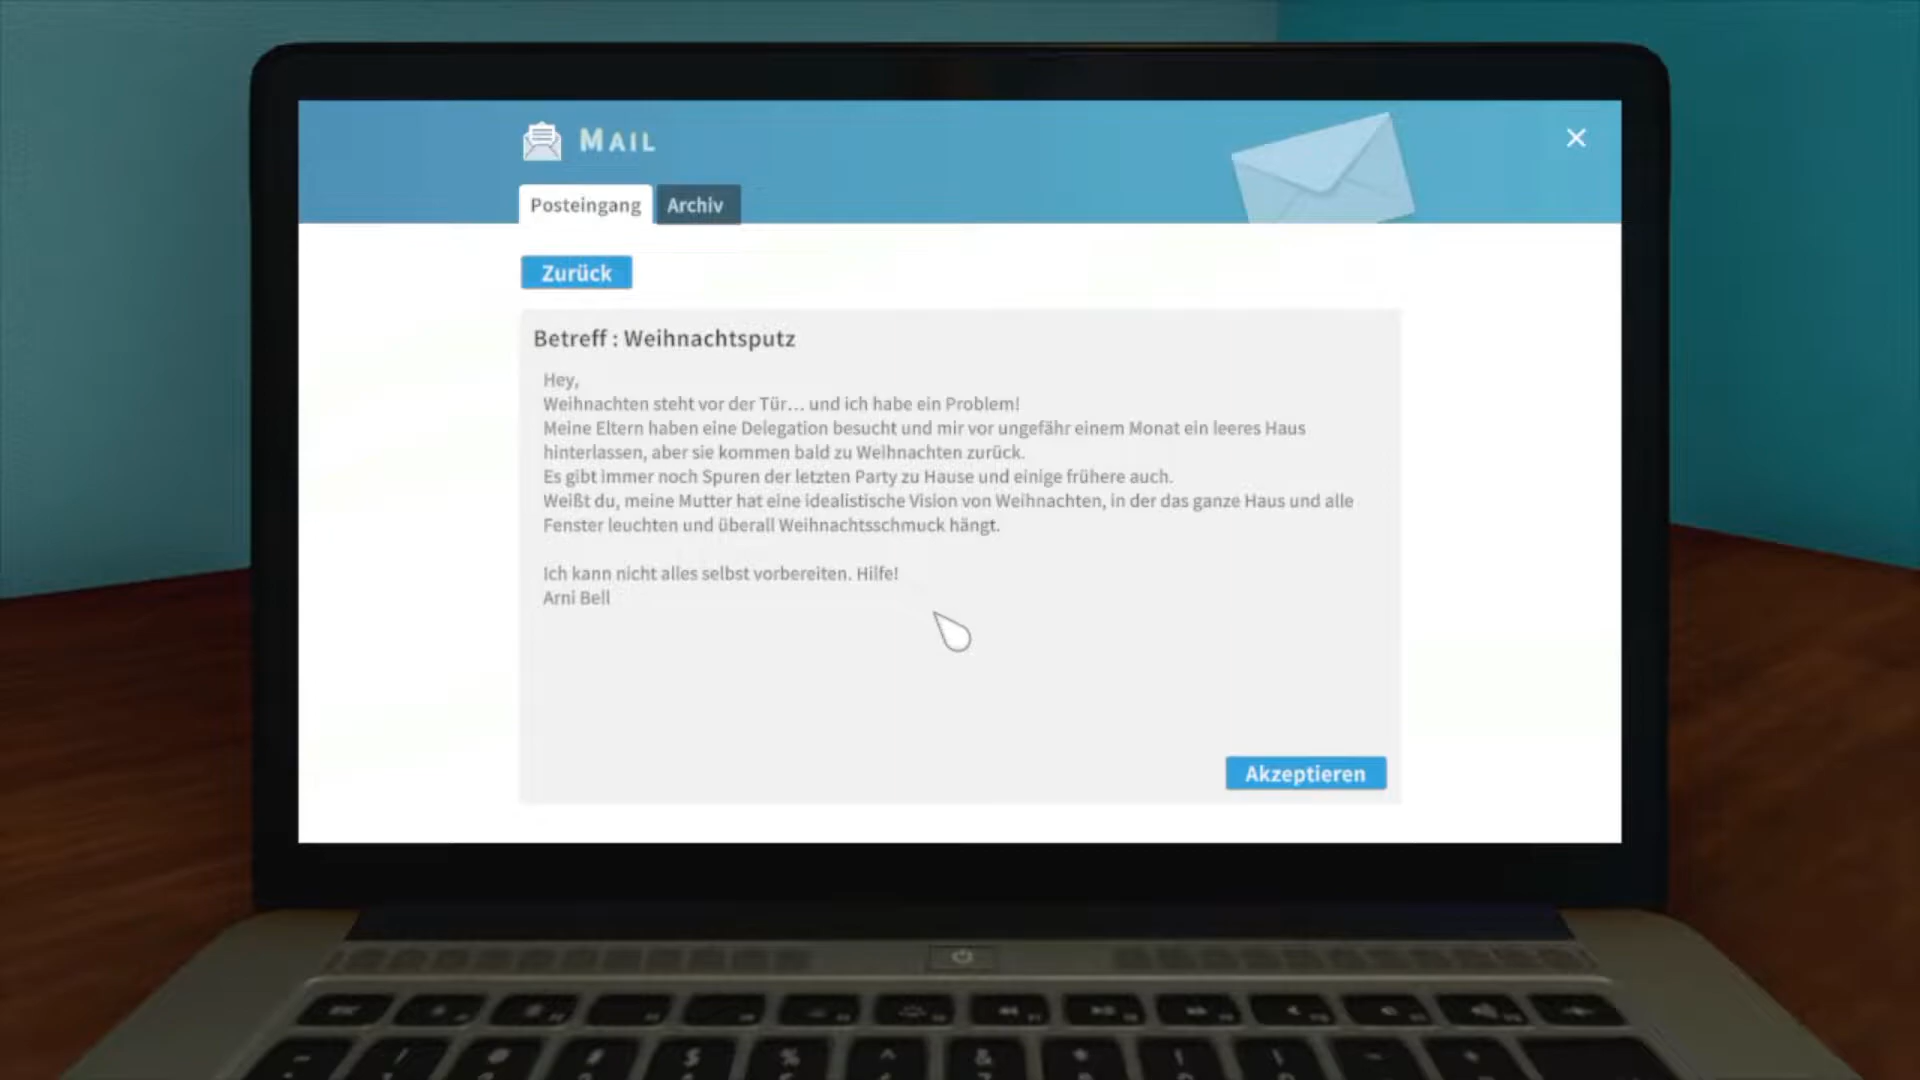 MAIL
Posteingang
Archiv
Zurück
Betreff : Weihnachtsputz
Hey,
Weihnachten steht vor der Tür... und ich habe ein Problem!
Meine Eltern haben eine Delegation besucht und mir vor ungefähr einem Monat ein leeres Haus
hinterlassen, aber sie kommen bald zu Weihnachten zurück.
Es gibt immer noch Spuren der letzten Party zu Hause und einige frühere auch.
Weißt du, meine Mutter hat eine idealistische Vision von Weihnachten, in der das ganze Haus und alle
Fenster leuchten und überall Weihnachtsschmuck hängt.
Ich kann nicht alles selbst vorbereiten. Hilfe!
Arni Bell
Akzeptieren